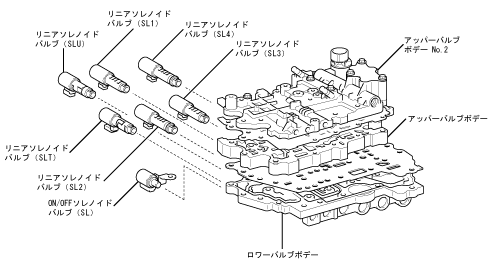 リニアソレノイド
バルブ（SL1）
リニアソレノイド
バルブ（SL4）
リニアソレノイド
バルブ（SLU）
リニアソレノイド
バルブ（SL3）
アッパーバルブ
ボデー No.2
アッパーバルブボデー
リニアソレノイド
バルブ（SLT）
リニアソレノイド
バルブ（SL2）
ON/OFFソレノイド
バルブ（SL）
ロワーバルブボデー